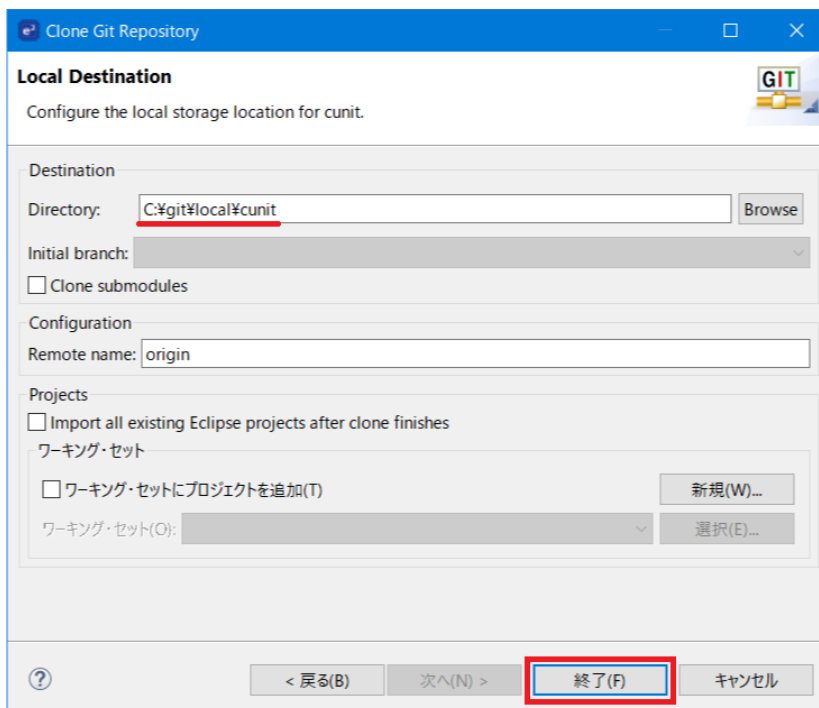 e² Clone Git Repository
Local Destination
GIT
Configure the local storage location for cunit.
Destination
Directory: C:¥git¥local¥cunit Browse
Initial branch:
Clone submodules
Configuration
Remote name: origin
Projects
Import all existing Eclipse projects after clone finishes
ワーキング・セット
ワーキング・セットにプロジェクトを追加(T) 新規(W)...
ワーキング・セット(O): 選択(E)...
? < 戻る(B) 次へ(N) > 終了(F) キャンセル